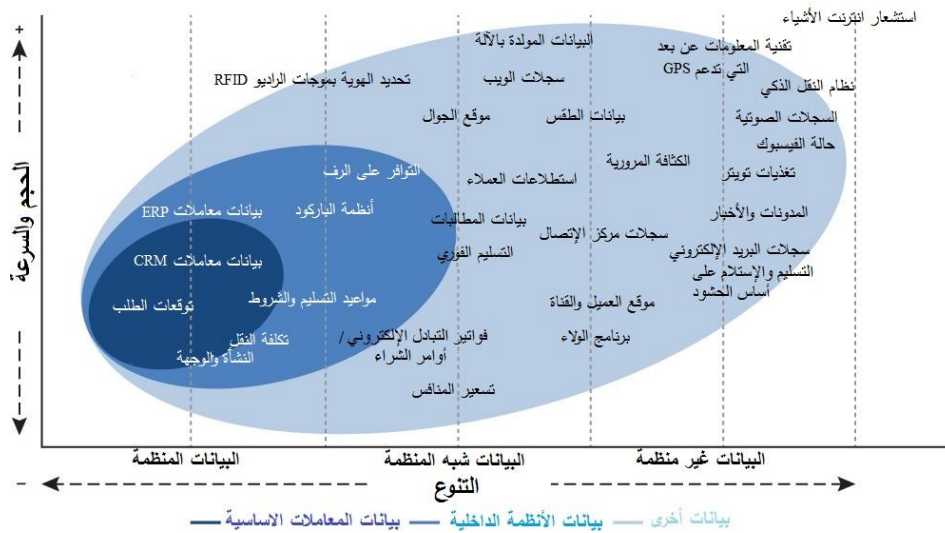 استشعار انترنت الأشياء
+
البيانات المولدة بالآلة
تقنية المعلومات عن بعد
التي تدعم GPS
سجلات الويب
تحديد الهوية بموجات الراديو RFID
نظام النقل الذكي
موقع الجوال
بيانات الطقس
السجلات الصوتية
حالة الفيسبوك
الكثافة المرورية
التوافر على الرف
استطلاعات العملاء
تغذيات تويتر
بيانات معاملات ERP
أنظمة الباركود
بيانات المطالبات
المدونات والأخبار
سجلات مركز الإتصال
التسليم الفوري
سجلات البريد الإلكتروني
بيانات معاملات CRM
التسليم والإستلام على
أساس الحشود
توقعات الطلب
مواعيد التسليم والشروط
موقع العميل والقناة
تكلفة النقل
النشأة والوجهة
فواتير التبادل الإلكتروني /
أوامر الشراء
برنامج الولاء
تسعير المنافس
الحجم والسرعة
البيانات المنظمة
البيانات شبه المنظمة
البيانات غير منظمة
-
التنوع
+
بيانات المعاملات الاساسية
بيانات الأنظمة الداخلية
بيانات أخرى